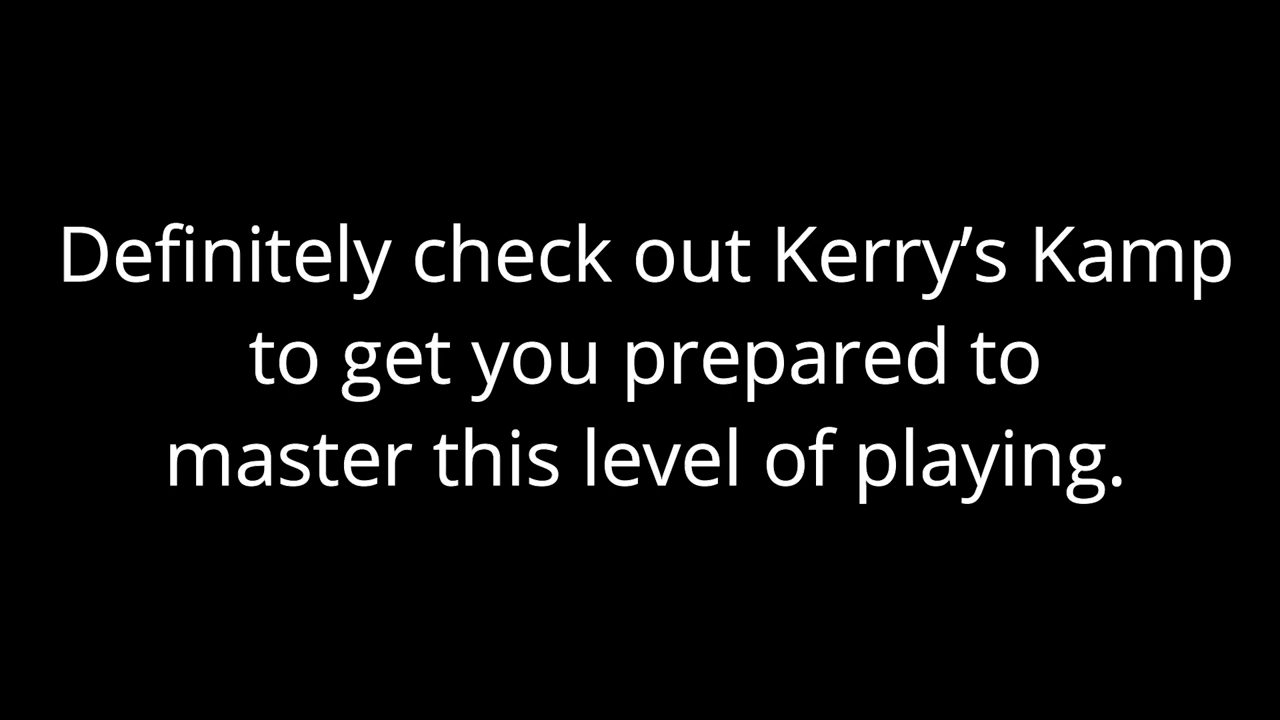 Definitely check out Kerry’s Kamp
to get you prepared to
master this level of playing.